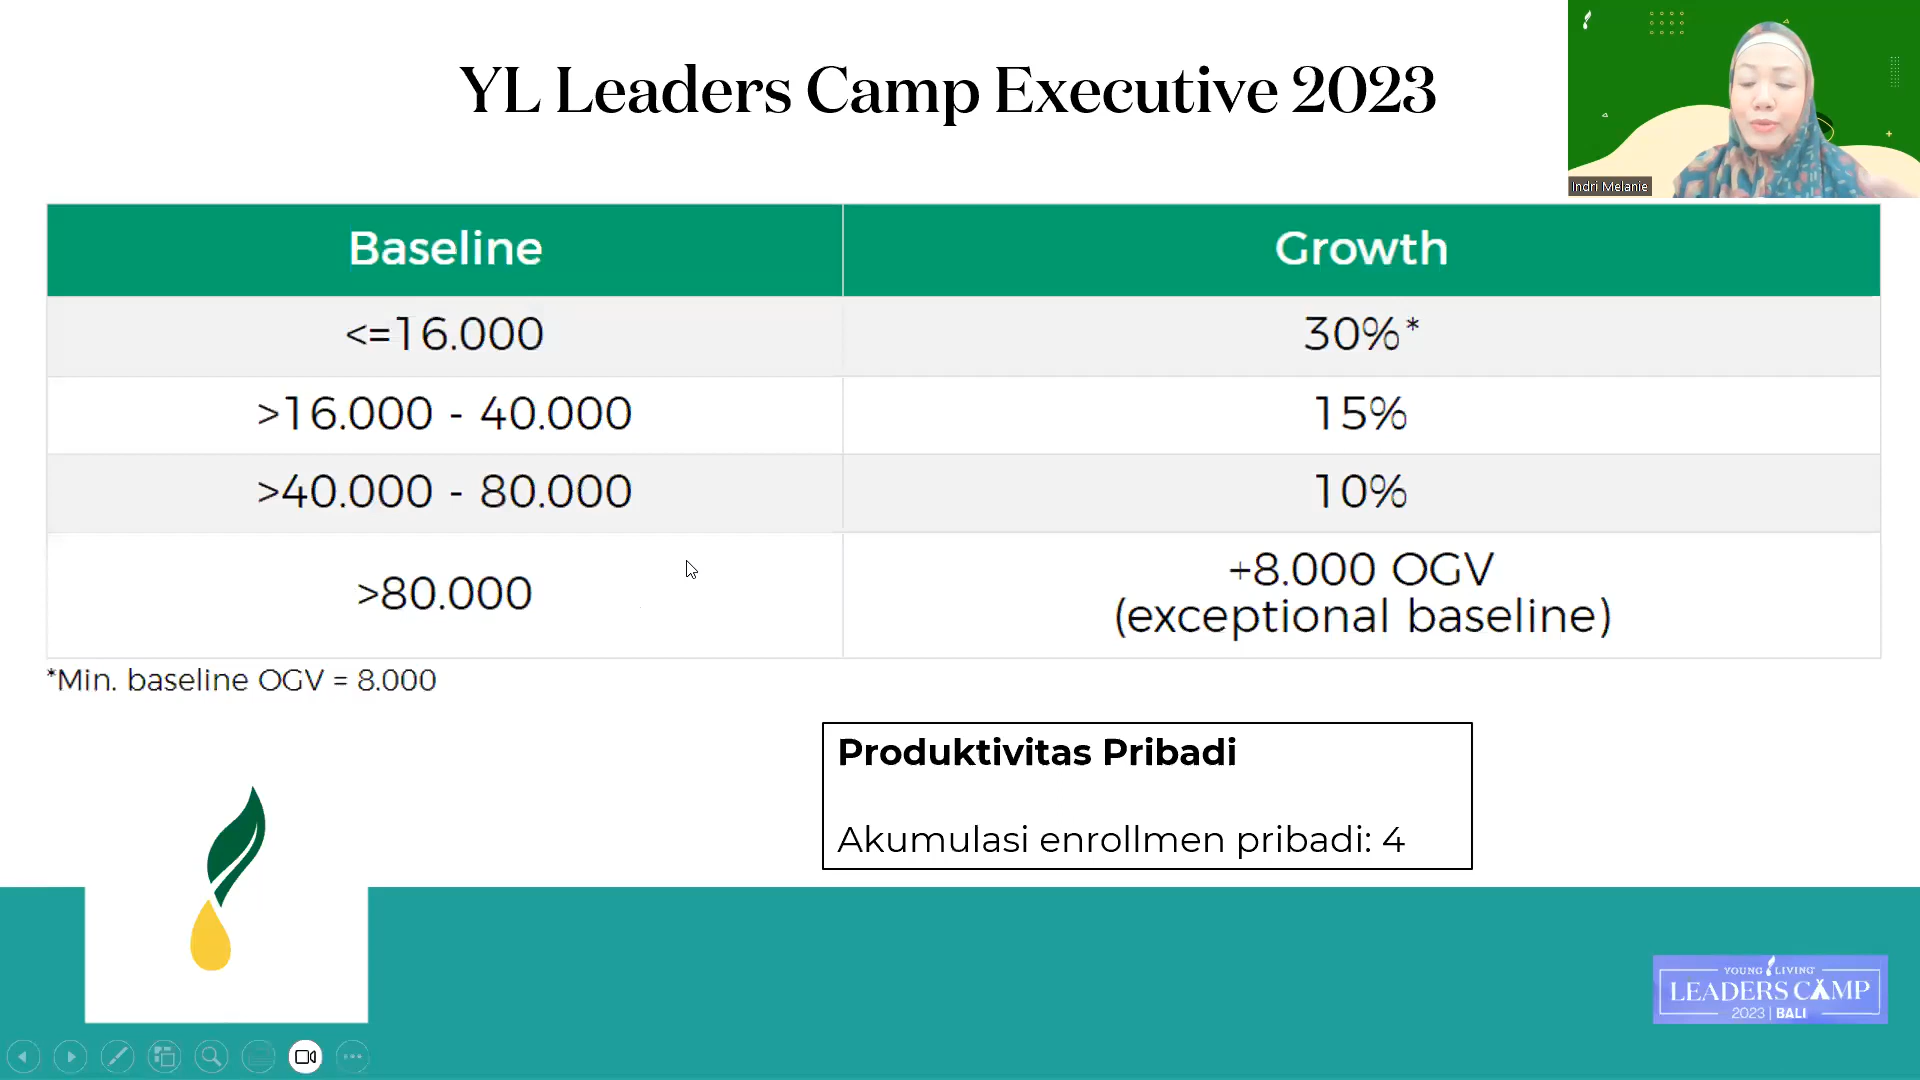 YL Leaders Camp Executive 2023
Indri Melanie
Baseline
Growth
<=16.000
30%*
>16.000 - 40.000
15%
>40.000 - 80.000
10%
>80.000
+8.000 OGV
(exceptional baseline)
*Min. baseline OGV = 8.000
Produktivitas Pribadi
Akumulasi enrollmen pribadi: 4
YOUNG LIVING
LEADERS CAMP
2023 | BALI